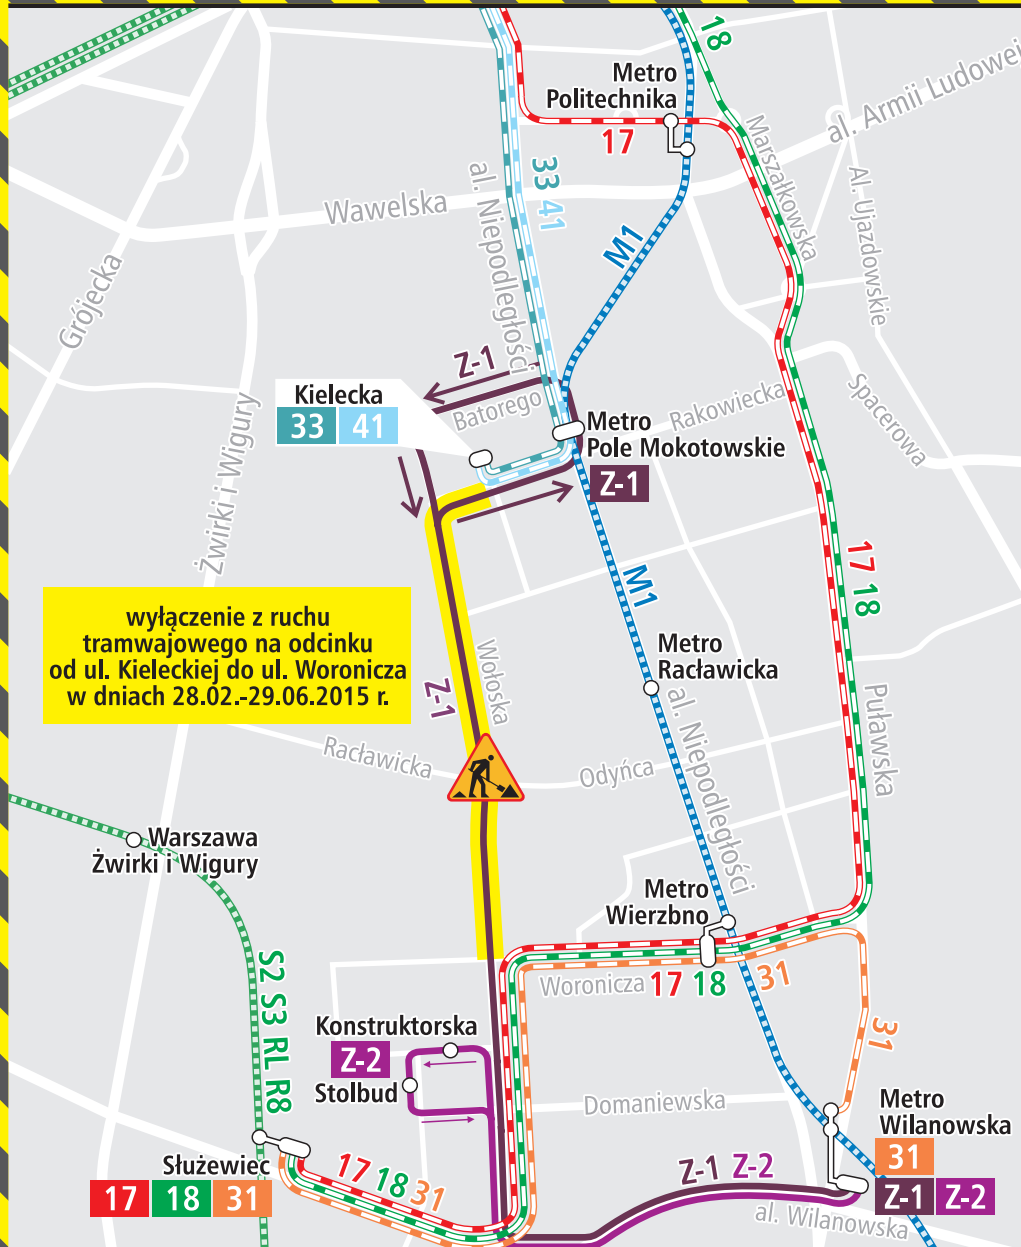 18
Metro
Politechnika
17
al. Armii Ludowej
Marszałkowska
Al. Ujazdowskie
33 41
al. Niepodległości
Wawelska
M1
Grójecka
Z-1
Batorego
Kielecka
33 41
Rakowiecka
Spacerowa
Metro
Pole Mokotowskie
Z-1
Żwirki i Wigury
17 18
M1
wyłączenie z ruchu
tramwajowego na odcinku
od ul. Kieleckiej do ul. Woronicza
w dniach 28.02.-29.06.2015 r.
Z-1
Wołoska
Metro
Racławicka
al. Niepodległości
Puławska
Racławicka
Odyńca
Warszawa
Żwirki i Wigury
Metro
Wierzbno
S2 S3 RL R8
Woronicza
17 18
31
31
Konstruktorska
Z-2
Stolbud
Domaniewska
Metro
Wilanowska
31
Z-1 Z-2
Służewiec
17 18 31
17 18 31
Z-1 Z-2
al. Wilanowska